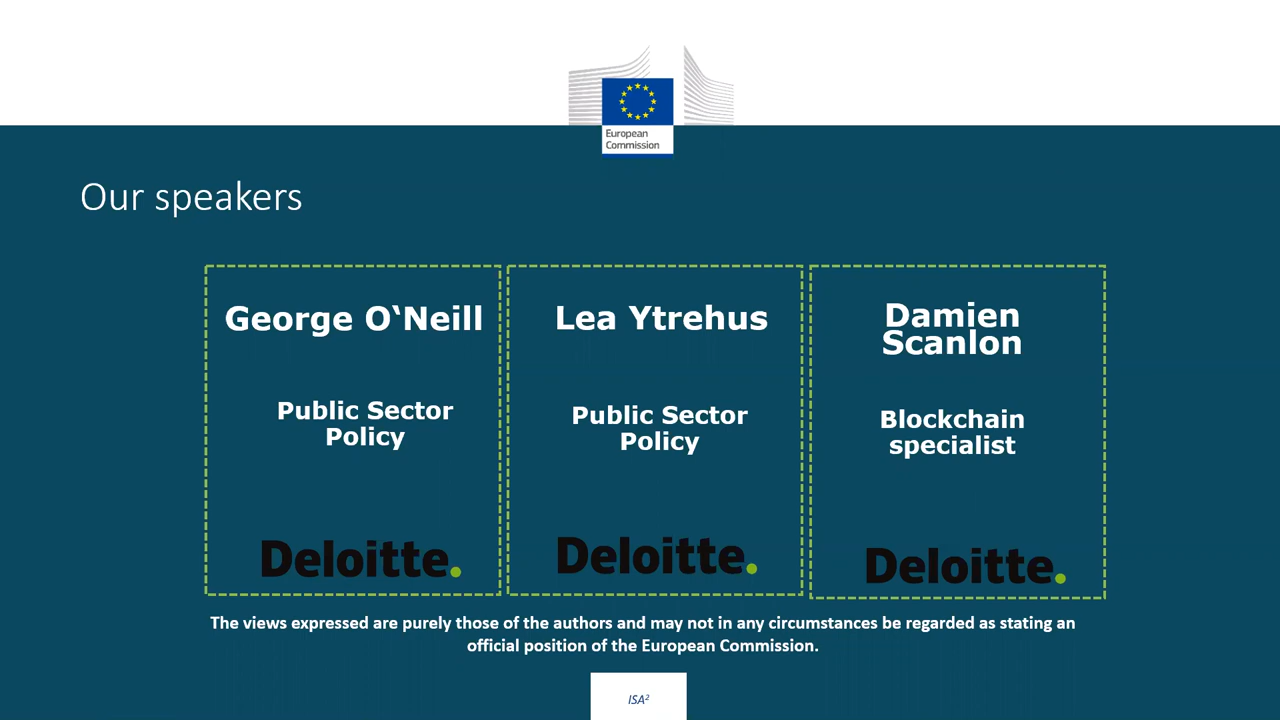 European
Commission
Our speakers
George O‛Neill
Public Sector
Policy
Deloitte.
Lea Ytrehus
Public Sector
Policy
Deloitte.
Damien
Scanlon
Blockchain
specialist
Deloitte.
The views expressed are purely those of the authors and may not in any circumstances be regarded as stating an
official position of the European Commission.
ISA²